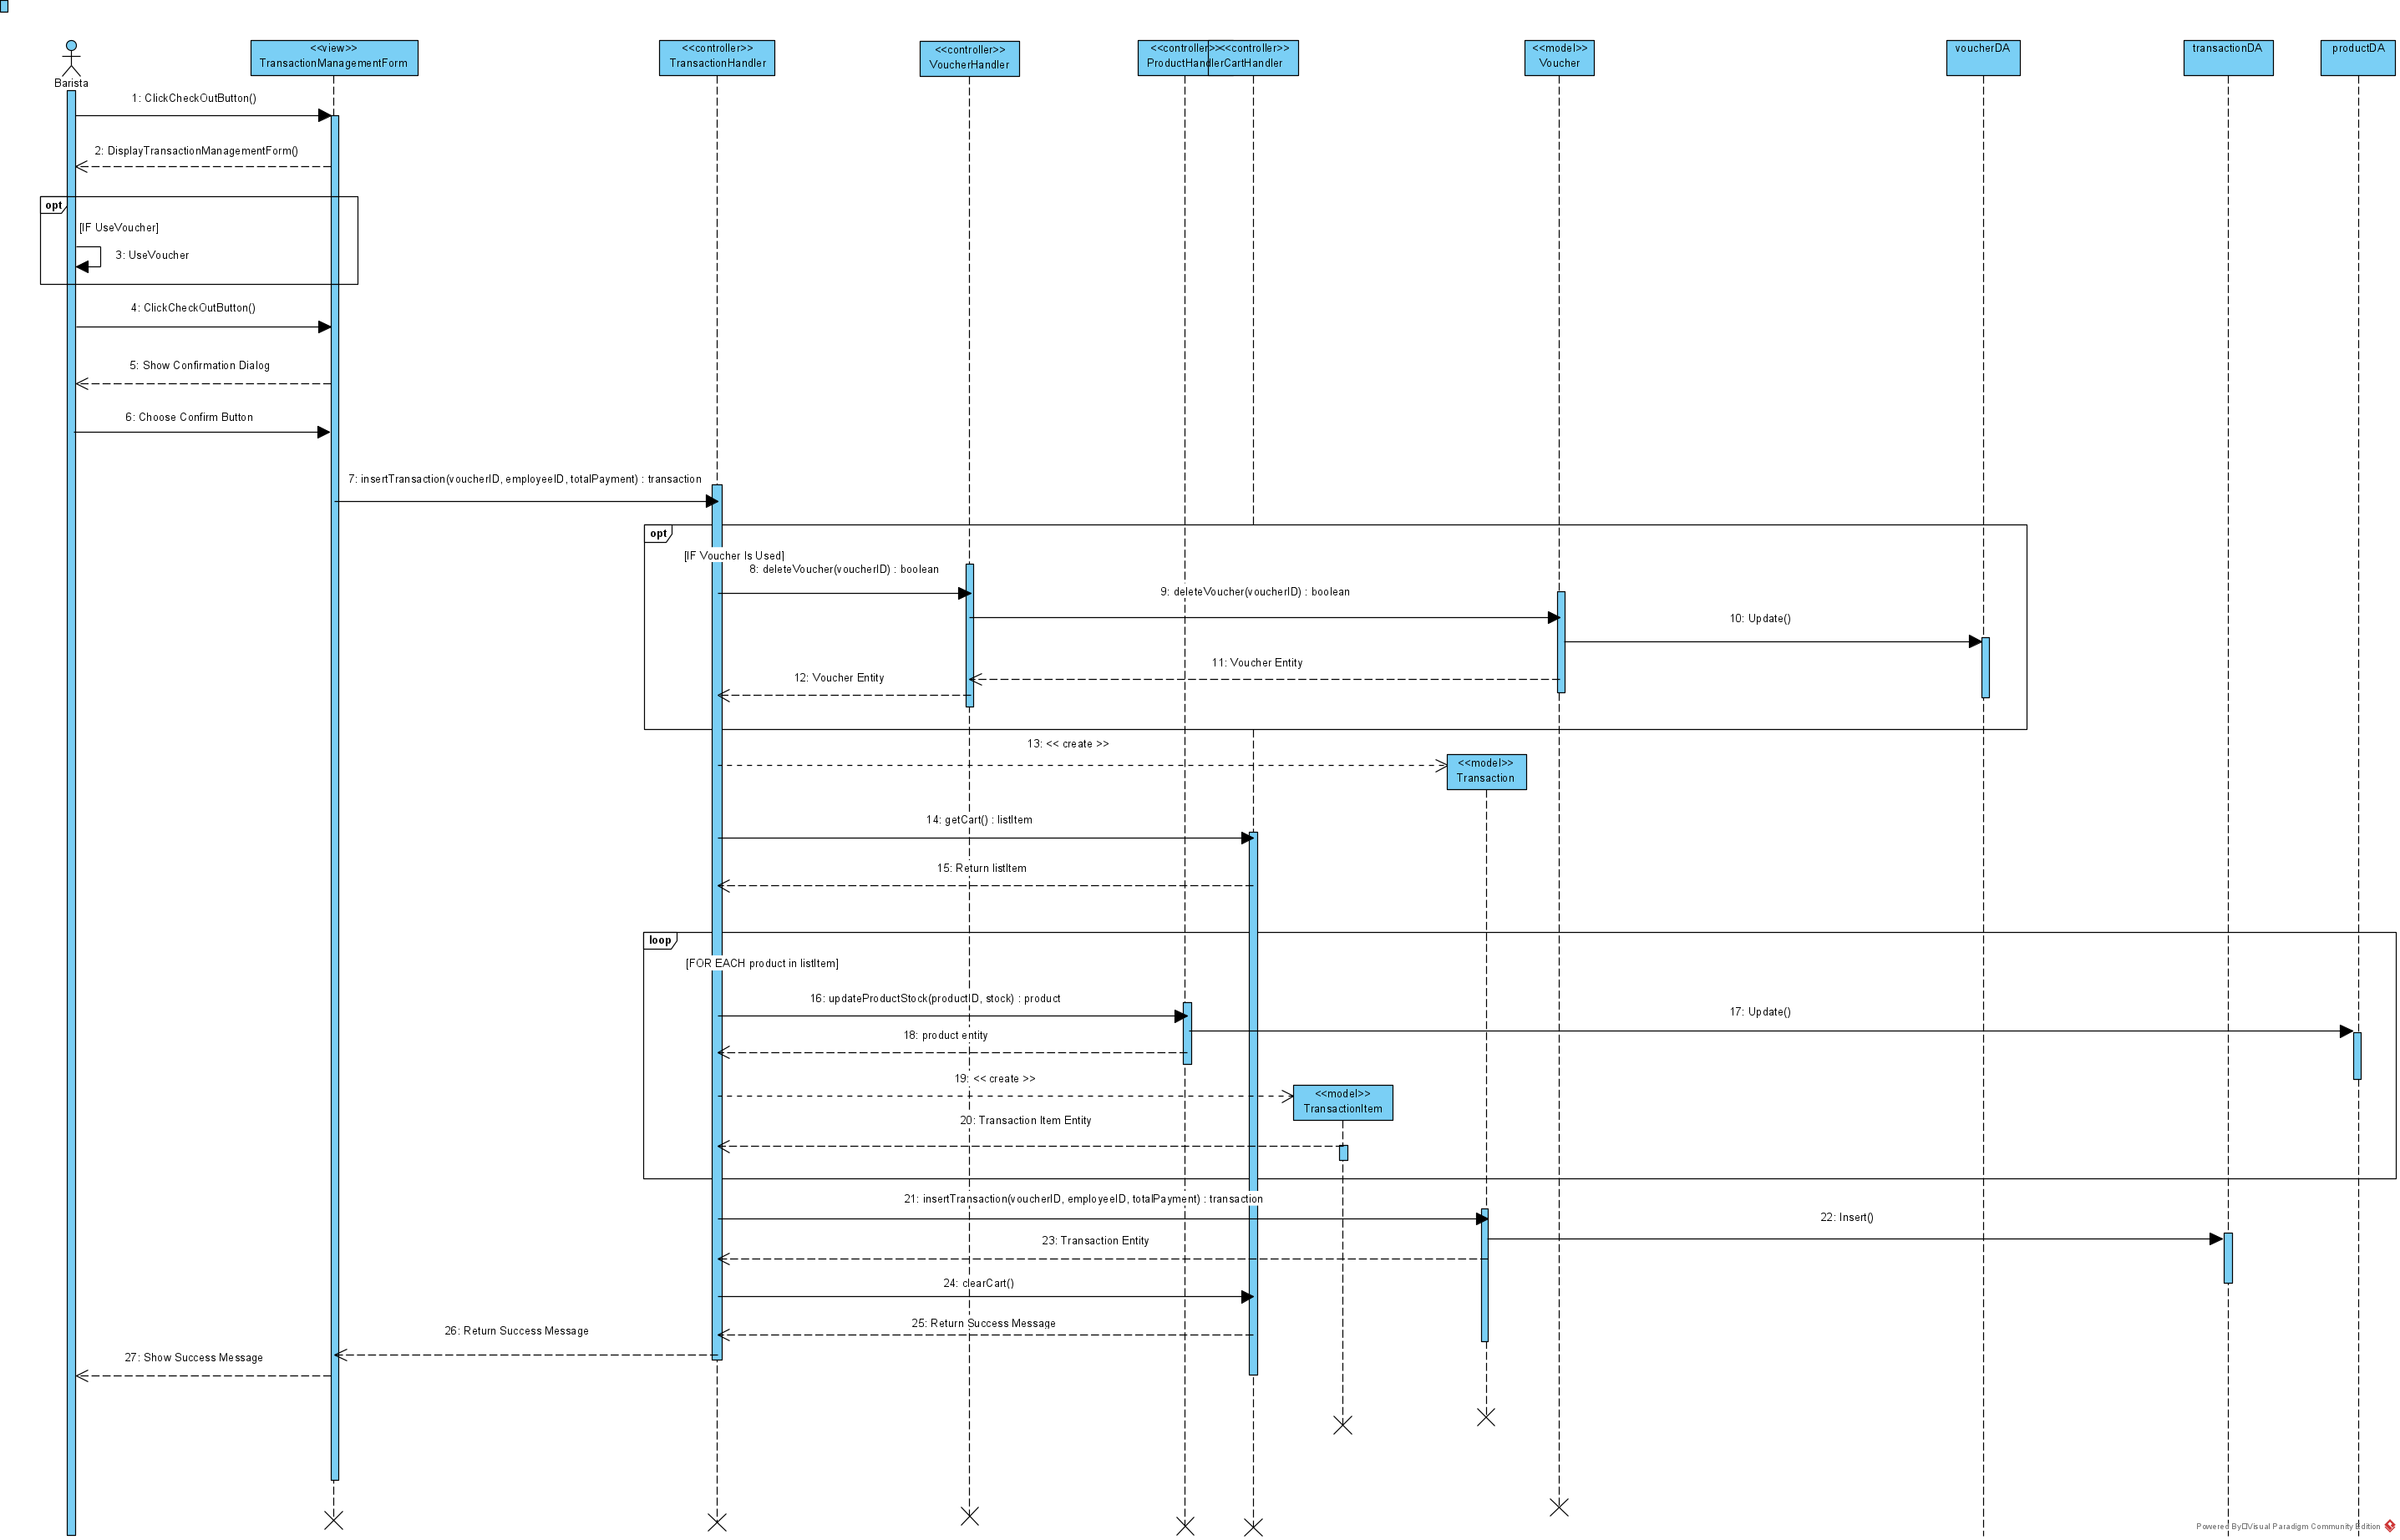 <<view>>
TransactionManagementForm
<<controller>>
TransactionHandler
<<controller>>
VoucherHandler
<<controller>>
ProductHandler
<<controller>>
CartHandler
<<model>>
Voucher
voucherDA
transactionDA
productDA
Barista
1: ClickCheckOutButton()
2: DisplayTransactionManagementForm()
opt
[IF UseVoucher]
3: UseVoucher
4: ClickCheckOutButton()
5: Show Confirmation Dialog
6: Choose Confirm Button
7: insertTransaction(voucherID, employeeID, totalPayment) : transaction
opt
[IF Voucher Is Used]
8: deleteVoucher(voucherID) : boolean
9: deleteVoucher(voucherID) : boolean
10: Update()
11: Voucher Entity
12: Voucher Entity
13: << create >>
<<model>>
Transaction
14: getCart() : listItem
15: Return listItem
loop
[FOR EACH product in listItem]
16: updateProductStock(productID, stock) : product
17: Update()
18: product entity
19: << create >>
<<model>>
TransactionItem
20: Transaction Item Entity
21: insertTransaction(voucherID, employeeID, totalPayment) : transaction
22: Insert()
23: Transaction Entity
24: clearCart()
25: Return Success Message
26: Return Success Message
27: Show Success Message
Powered By Visual Paradigm Community Edition